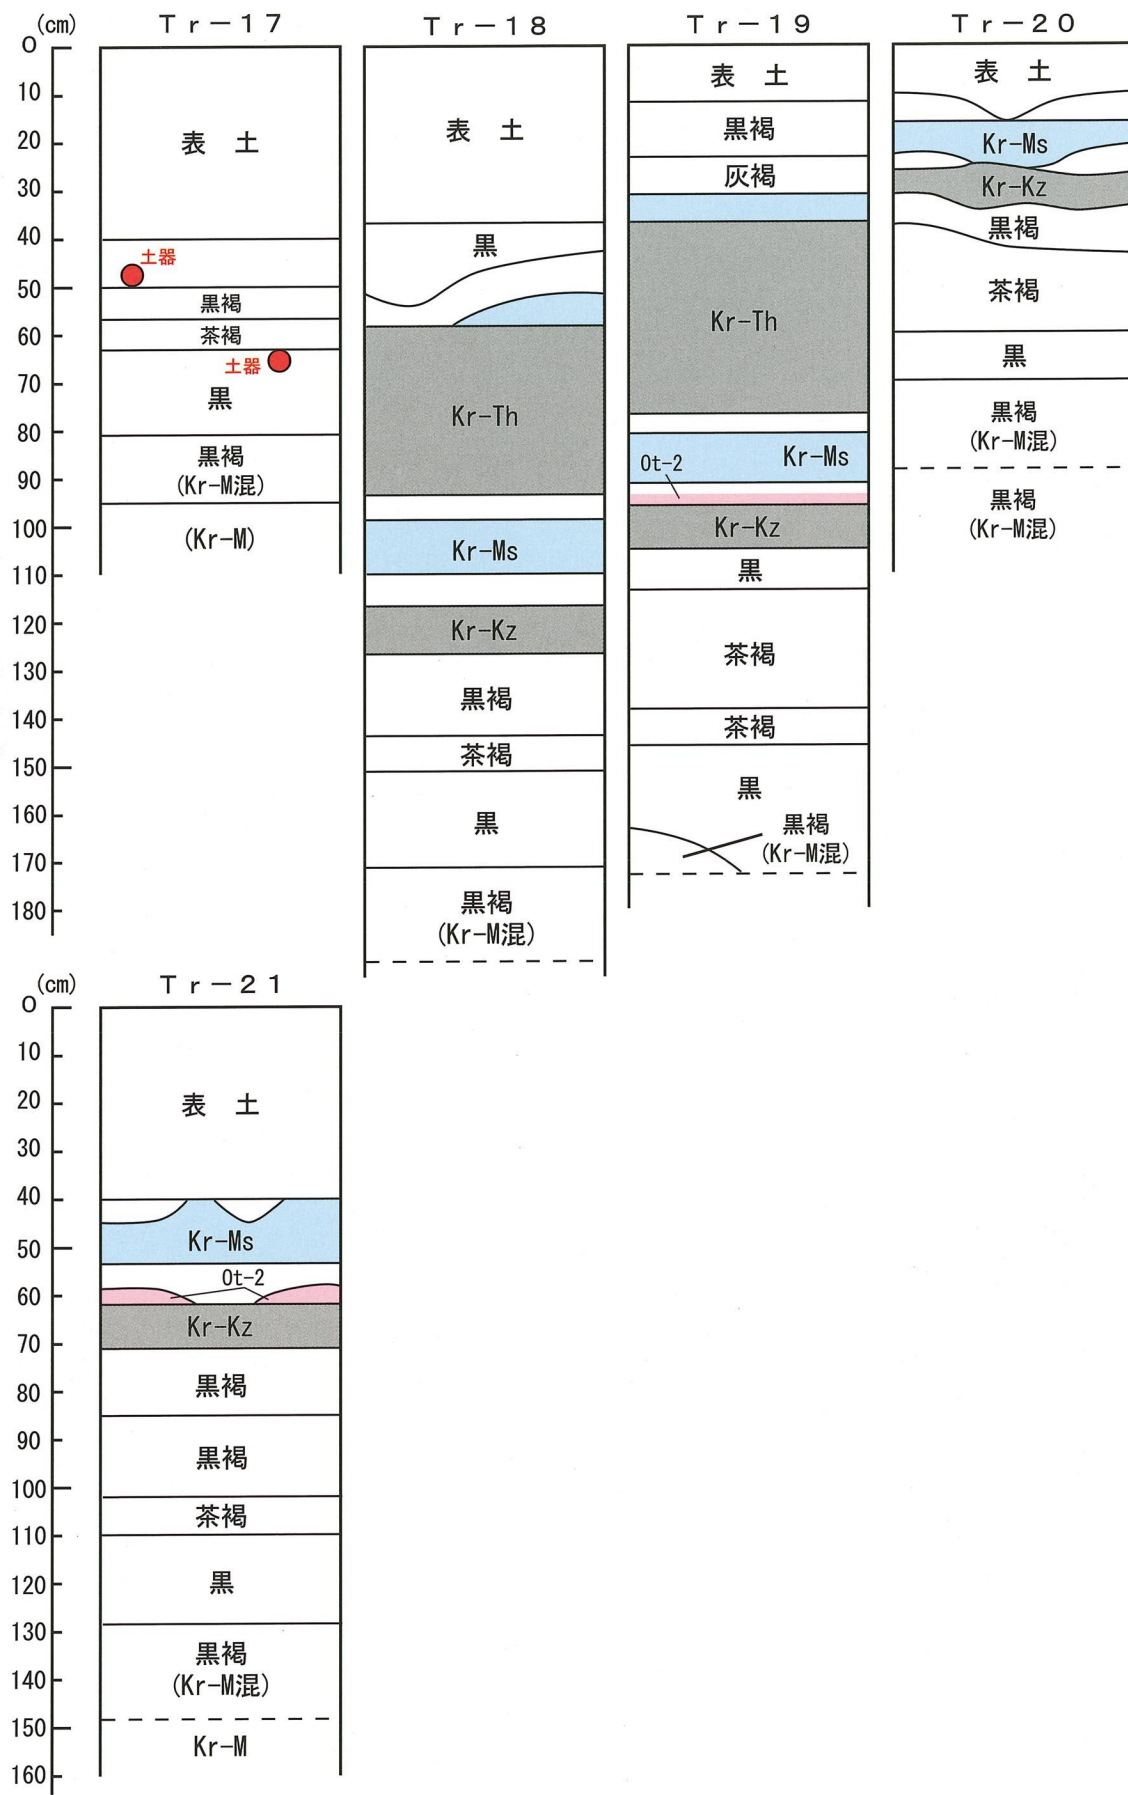 (cm)
Tr-17
Tr-18
Tr-19
Tr-20
0
10
20
30
40
50
60
70
80
90
100
110
120
130
140
150
160
170
180
表 土
土器
黒褐
茶褐
土器
黒
黒褐
(Kr-M混)
(Kr-M)
表 土
黒
Kr-Th
Kr-Ms
Kr-Kz
黒褐
茶褐
黒
黒褐
(Kr-M混)
表 土
黒褐
灰褐
Kr-Th
Ot-2
Kr-Ms
Kr-Kz
黒
茶褐
茶褐
黒
黒褐
(Kr-M混)
表 土
Kr-Ms
Kr-Kz
黒褐
茶褐
黒
黒褐
(Kr-M混)
黒褐
(Kr-M混)
(cm)
Tr-21
0
10
20
30
40
50
60
70
80
90
100
110
120
130
140
150
160
表 土
Kr-Ms
Ot-2
Kr-Kz
黒褐
黒褐
茶褐
黒
黒褐
(Kr-M混)
Kr-M